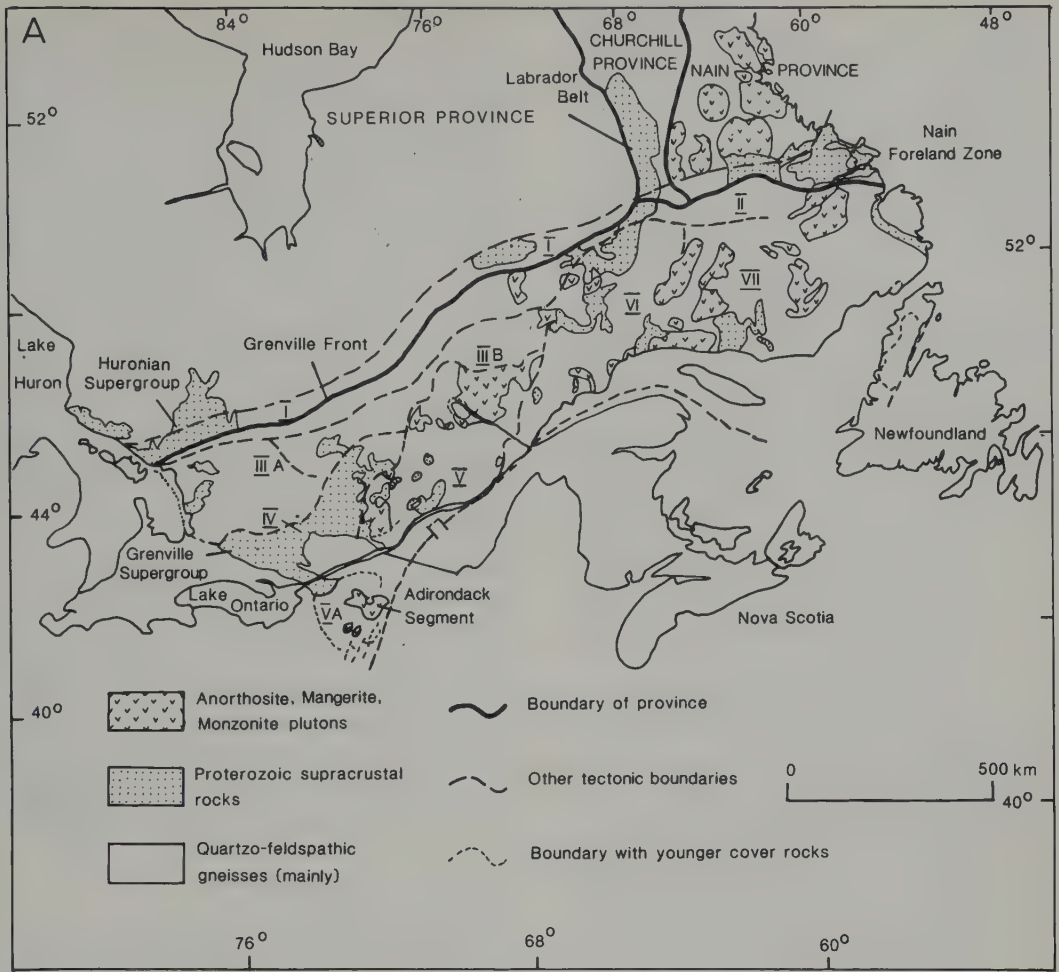 A
84°
76°
68°
60°
48°
Hudson Bay
CHURCHILL
PROVINCE
NAIN
PROVINCE
Labrador
Belt
52°
SUPERIOR PROVINCE
Nain
Foreland Zone
II
52°
I
VII
VI
Lake
Huron
Huronian
Supergroup
Grenville Front
III B
I
Newfoundland
III A
V
44°
IV
Grenville
Supergroup
Lake
Ontario
Adirondack
Segment
V A
Nova Scotia
Anorthosite, Mangerite,
Monzonite plutons
Boundary of province
40°
Proterozoic supracrustal
rocks
Other tectonic boundaries
0
500 km
40°
Quartzo-feldspathic
gneisses (mainly)
Boundary with younger cover rocks
76°
68°
60°